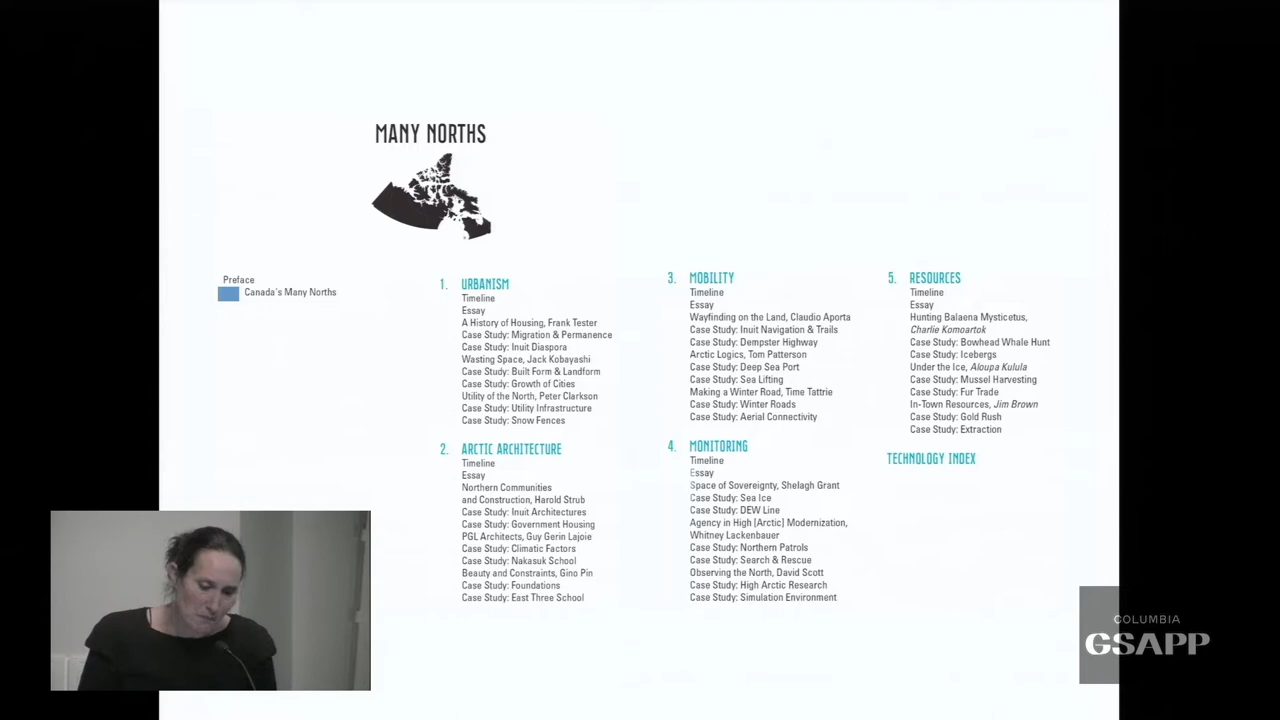 MANY NORTHS
Preface
Canada's Many Norths
1. URBANISM
Timeline
Essay
A History of Housing, Frank Tester
Case Study: Migration & Permanence
Case Study: Inuit Diaspora
Wasting Space, Jack Kobayashi
Case Study: Built Form & Landform
Case Study: Growth of Cities
Utility of the North, Peter Clarkson
Case Study: Utility Infrastructure
Case Study: Snow Fences
2. ARCTIC ARCHITECTURE
Timeline
Essay
Northern Communities
and Construction, Harold Strub
Case Study: Inuit Architectures
Case Study: Government Housing
PGL Architects, Guy Gerin Lajoie
Case Study: Climatic Factors
Case Study: Nakasuk School
Beauty and Constraints, Gino Pin
Case Study: Foundations
Case Study: East Three School
3. MOBILITY
Timeline
Essay
Wayfinding on the Land, Claudio Aporta
Case Study: Inuit Navigation & Trails
Case Study: Dempster Highway
Arctic Logics, Tom Patterson
Case Study: Deep Sea Port
Case Study: Sea Lifting
Making a Winter Road, Time Tattrie
Case Study: Winter Roads
Case Study: Aerial Connectivity
4. MONITORING
Timeline
Essay
Space of Sovereignty, Shelagh Grant
Case Study: Sea Ice
Case Study: DEW Line
Agency in High [Arctic] Modernization,
Whitney Lackenbauer
Case Study: Northern Patrols
Case Study: Search & Rescue
Observing the North, David Scott
Case Study: High Arctic Research
Case Study: Simulation Environment
5. RESOURCES
Timeline
Essay
Hunting Balaena Mysticetus,
Charlie Komoartok
Case Study: Bowhead Whale Hunt
Case Study: Icebergs
Under the Ice, Aloupa Kulula
Case Study: Mussel Harvesting
Case Study: Fur Trade
In-Town Resources, Jim Brown
Case Study: Gold Rush
Case Study: Extraction
TECHNOLOGY INDEX
COLUMBIA
GSAPP